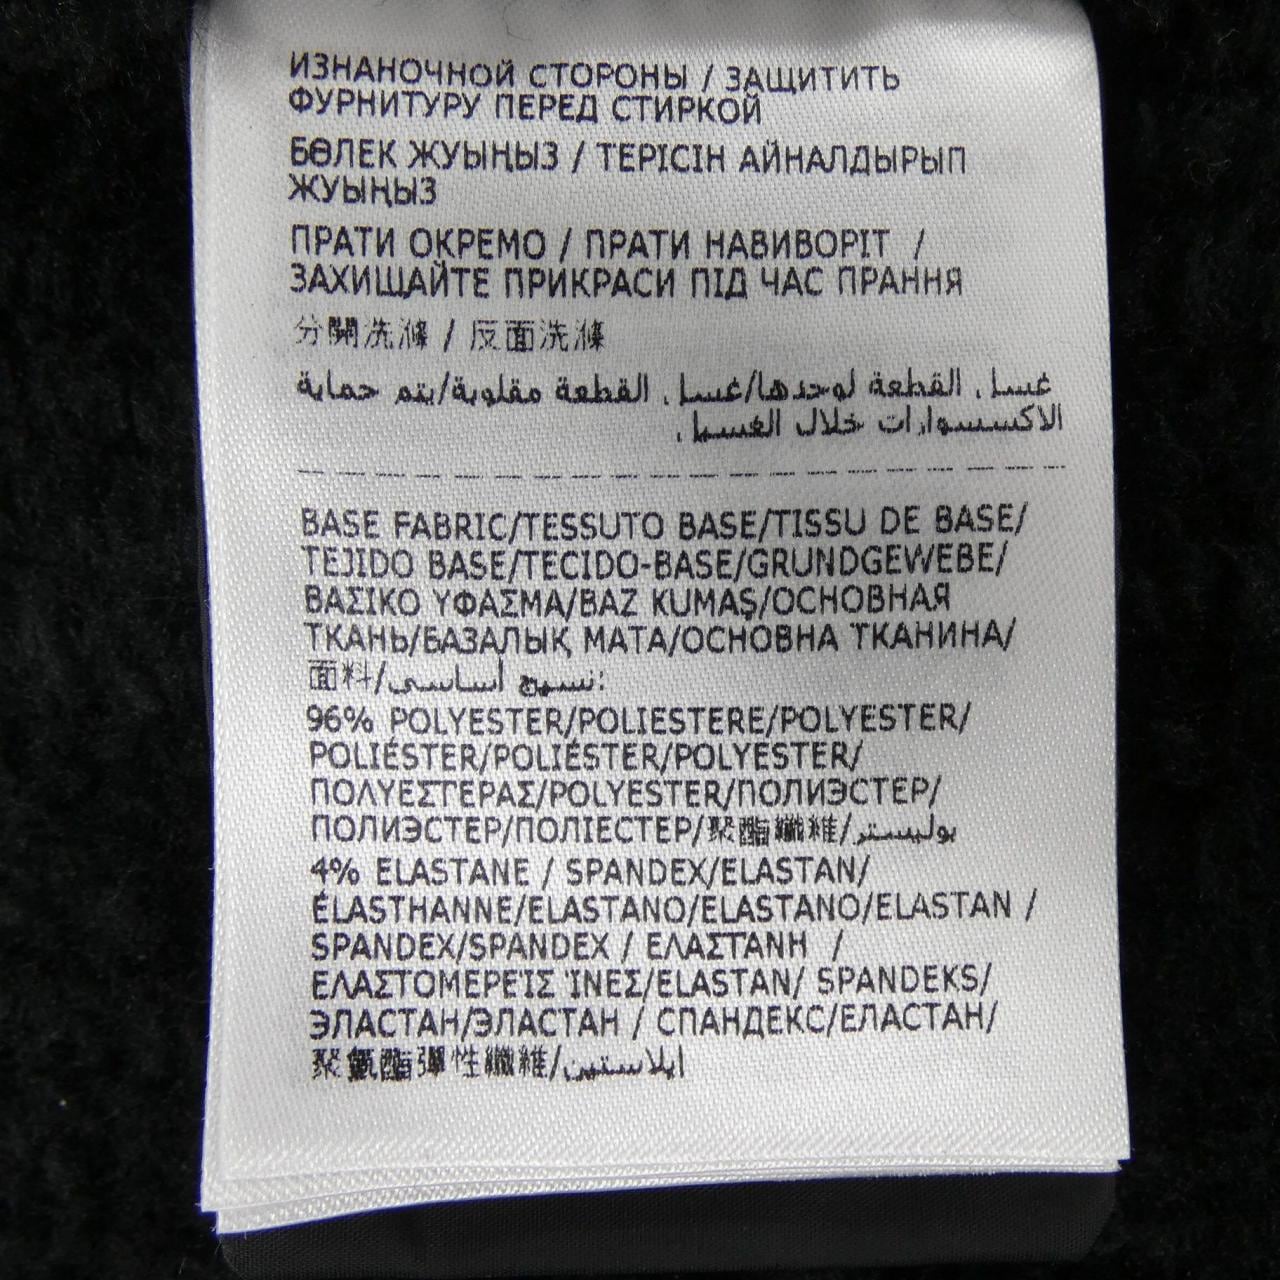 ИЗНАНОЧНОЙ СТОРОНЫ / ЗАЩИТИТЬ
ФУРНИТУРУ ПЕРЕД СТИРКОЙ
БӨЛЕК ЖУЫҢЫЗ / ТЕРІСІН АЙНАЛДЫРЫП
ЖУЫҢЫЗ
ПРАТИ ОКРЕМО / ПРАТИ НАВИВОРІТ /
ЗАХИЩАЙТЕ ПРИКРАСИ ПІД ЧАС ПРАННЯ
分開洗滌 / 反面洗滌
غسل القطعة لوحدها/غسل القطعة مقلوبة/يتم حماية
الاكسسوارات خلال الغسيل.
BASE FABRIC/TESSUTO BASE/TISSU DE BASE/
TEJIDO BASE/TECIDO-BASE/GRUNDGEWEBE/
ΒΑΣΙΚΟ ΥΦΑΣΜΑ/BAZ KUMAŞ/ОСНОВНАЯ
ТКАНЬ/БАЗАЛЫҚ МАТА/ОСНОВНА ТКАНИНА/
面料/نسيج أساسي:
96% POLYESTER/POLIESTERE/POLYESTER/
POLIÉSTER/POLIÉSTER/POLYESTER/
ΠΟΛΥΕΣΤΕΡΑΣ/POLYESTER/ПОЛИЭСТЕР/
ПОЛИЭСТЕР/ПОЛІЕСТЕР/聚酯纖維/بوليستر
4% ELASTANE / SPANDEX/ELASTAN/
ÉLASTHANNE/ELASTANO/ELASTANO/ELASTAN /
SPANDEX/SPANDEX / ΕΛΑΣΤΑΝΗ /
ΕΛΑΣΤΟΜΕΡΕΊΣ ΊΝΕΣ/ELASTAN/ SPANDEKS/
ЭЛАСТАН/ЭЛАСТАН / СПАНДЕКС/ЕЛАСТАН/
聚氨酯彈性纖維/ايلاستين